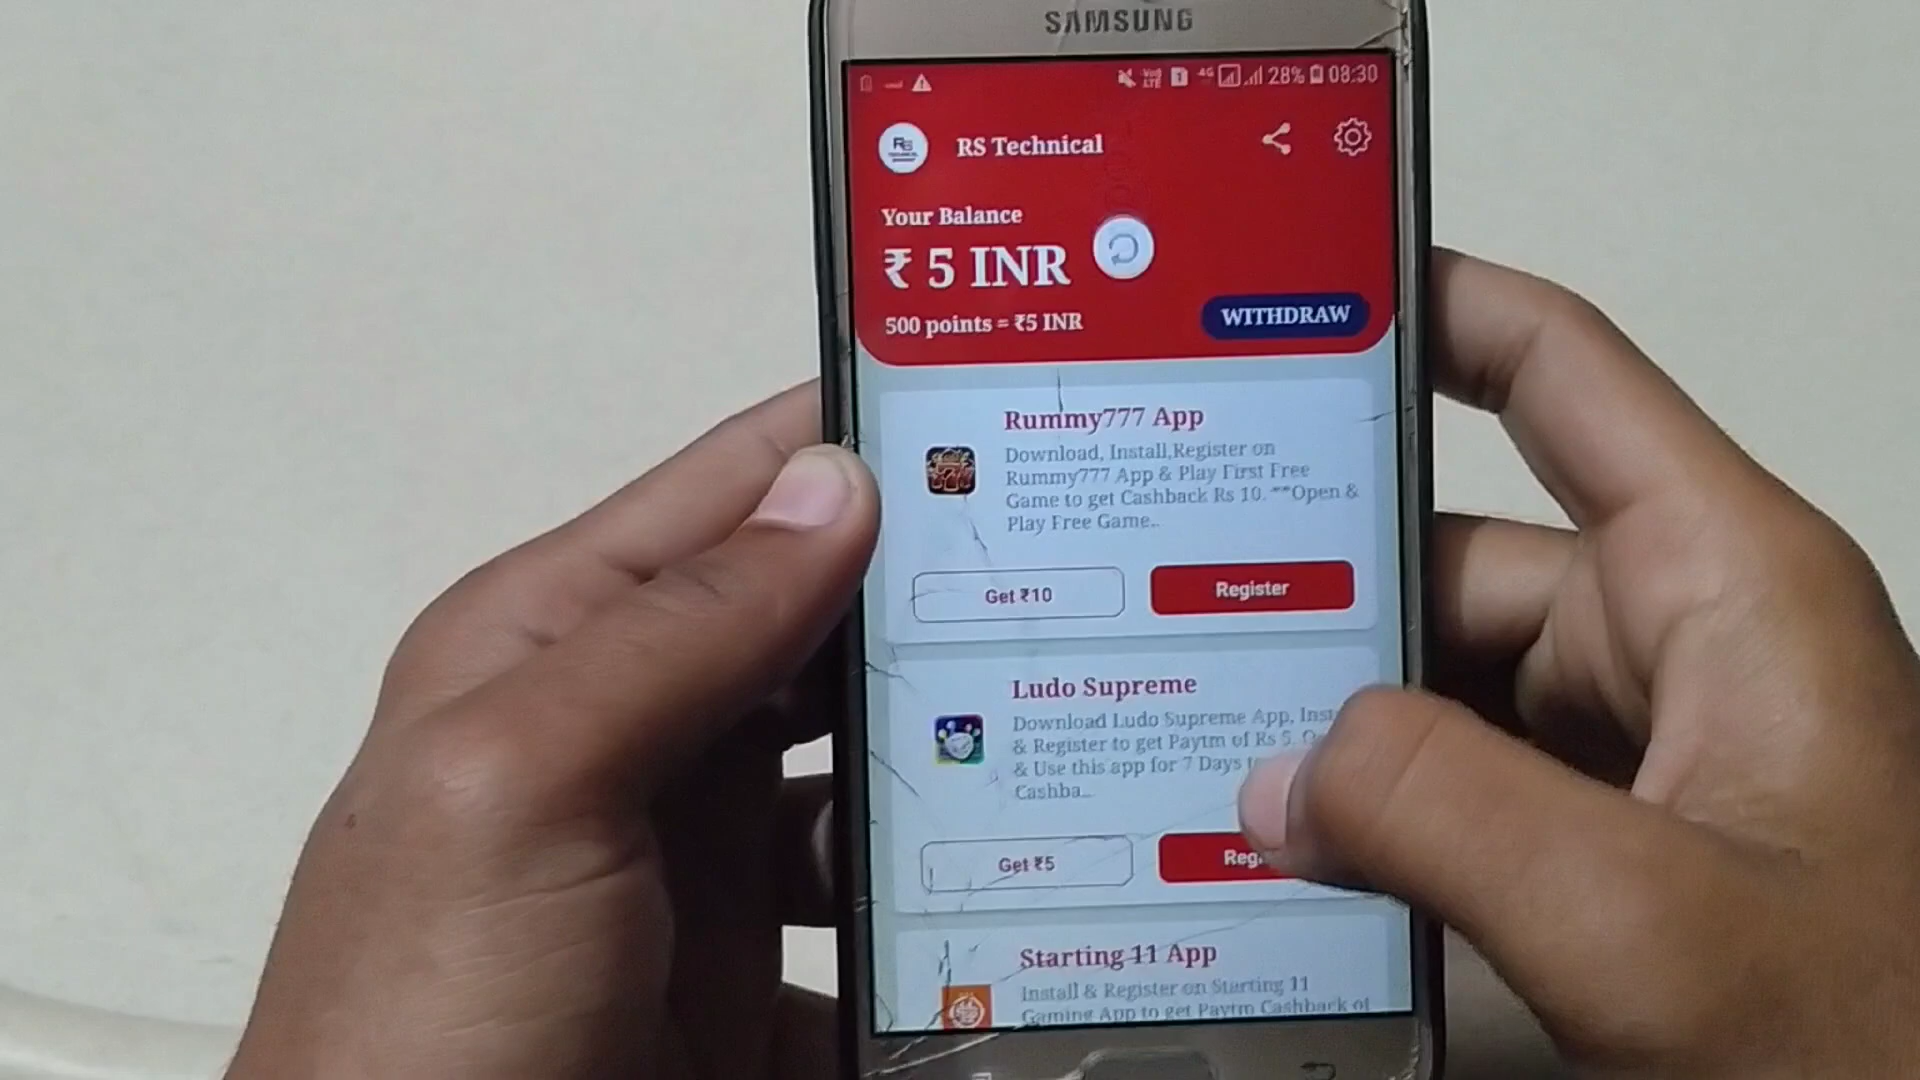 SAMSUNG
4G 28% 08:30
RS Technical
Your Balance
₹ 5 INR
500 points = ₹5 INR
WITHDRAW
Rummy777 App
Download, Install,Register on
Rummy777 App & Play First Free
Game to get Cashback Rs 10. **Open &
Play Free Game..
Get ₹10
Register
Ludo Supreme
Download Ludo Supreme App,
& Register to get Paytm of Rs 5.
& Use this app for 7 Days
Cashba...
Get ₹5
Starting 11 App
Install & Register on Starting 11
Gaming App to get Paytm Cashback of